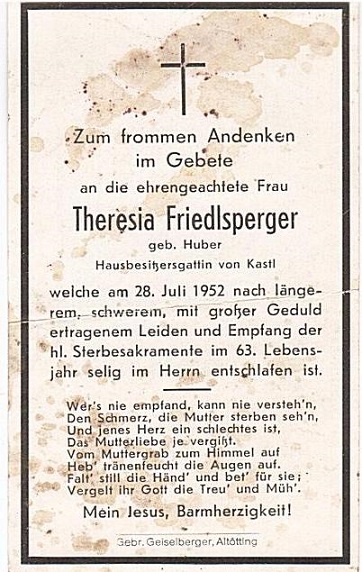 Zum frommen Andenken
im Gebete
an die ehrengeachtete Frau
Theresia Friedlsperger
geb. Huber
Hausbesitzersgattin von Kastl
welche am 28. Juli 1952 nach länge-
rem, schwerem, mit großer Geduld
ertragenem Leiden und Empfang der
hl. Sterbesakramente im 63. Lebens-
jahr selig im Herrn entschlafen ist.
Wer's nie empfand, kann nie versteh'n,
Den Schmerz, die Mutter sterben seh'n,
Und jenes Herz ein schlechtes ist,
Das Mutterliebe je vergißt.
Vom Muttergrab zum Himmel auf
Heb' tränenfeucht die Augen auf.
Falt' still die Händ' und bet' für sie;
Vergelt ihr Gott die Treu' und Müh'.
Mein Jesus, Barmherzigkeit!
Gebr. Geiselberger, Altötting